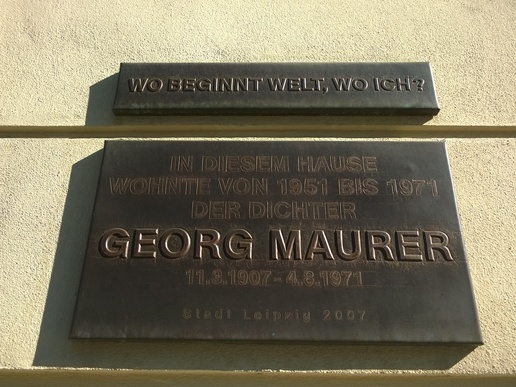 WO BEGINNT WELT, WO ICH?
IN DIESEM HAUSE
WOHNTE VON 1951 BIS 1971
DER DICHTER
GEORG MAURER
11.3.1907 - 4.8.1971
Stadt Leipzig 2007